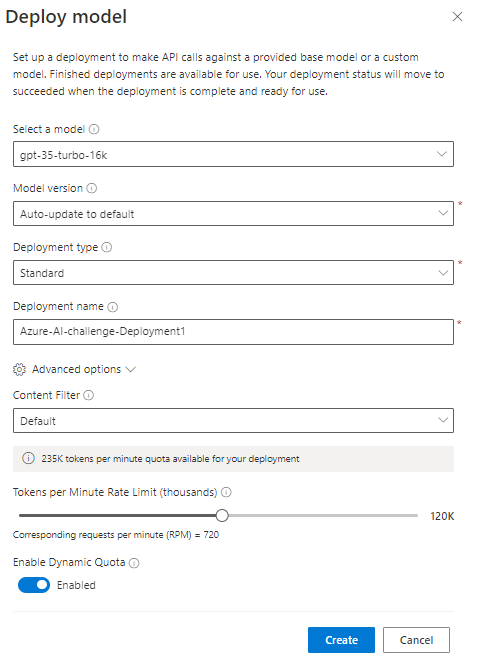 Deploy model
Set up a deployment to make API calls against a provided base model or a custom
model. Finished deployments are available for use. Your deployment status will move to
succeeded when the deployment is complete and ready for use.
Select a model
gpt-35-turbo-16k
Model version
Auto-update to default
*
Deployment type
Standard
*
Deployment name
Azure-AI-challenge-Deployment1
*
Advanced options
Content Filter
Default
235K tokens per minute quota available for your deployment
Tokens per Minute Rate Limit (thousands)
120K
Corresponding requests per minute (RPM) = 720
Enable Dynamic Quota
Enabled
Create Cancel